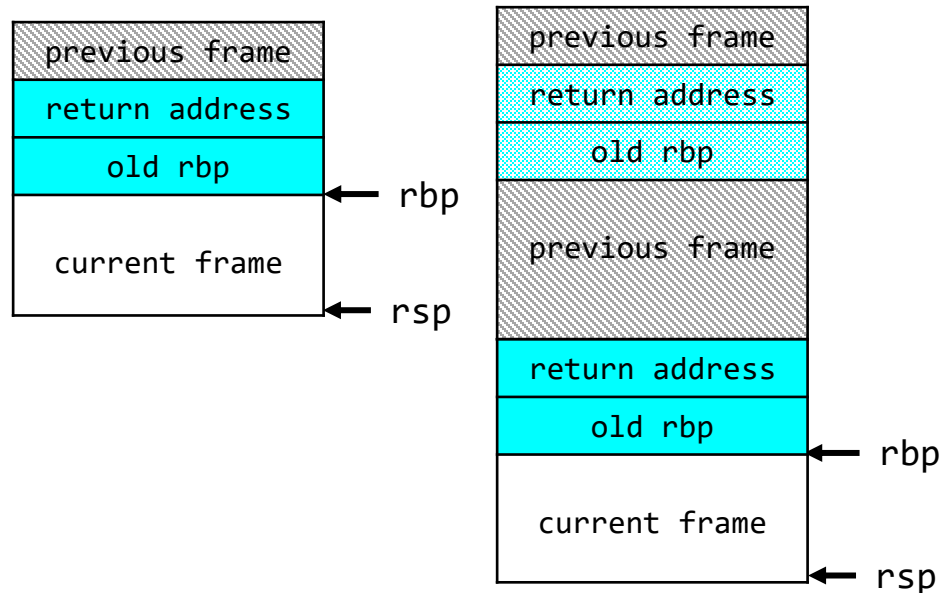 previous frame
return address
old rbp
rbp
current frame
rsp
previous frame
return address
old rbp
previous frame
return address
old rbp
rbp
current frame
rsp